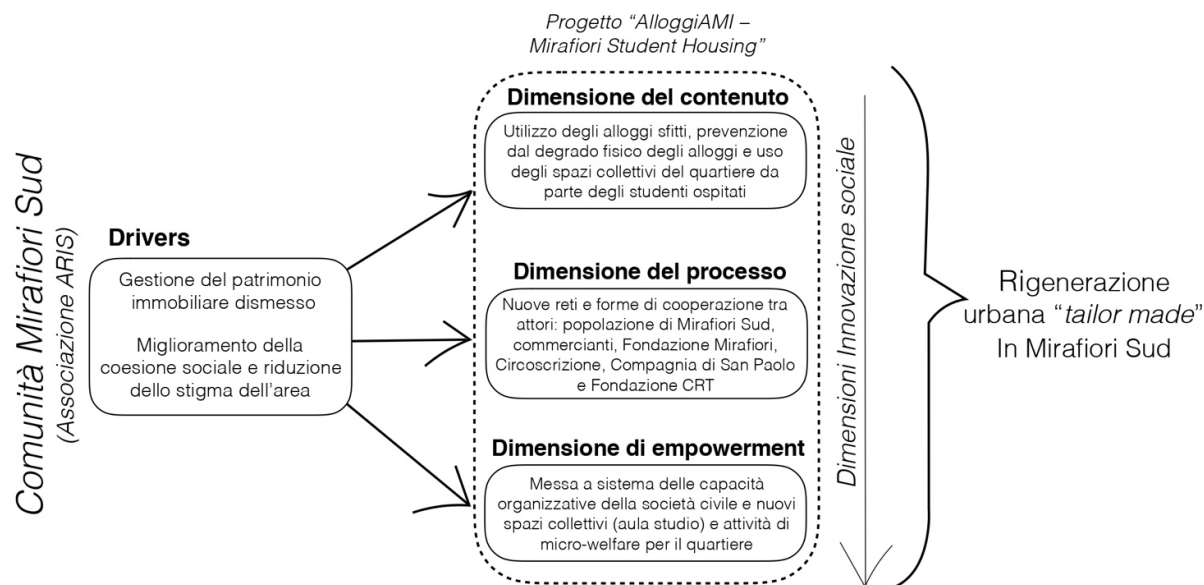 Comunità Mirafiori Sud
(Associazione ARIS)
Drivers
Gestione del patrimonio
immobiliare dismesso
Miglioramento della
coesione sociale e riduzione
dello stigma dell'area
Progetto “AlloggiAMI –
Mirafiori Student Housing”
Dimensione del contenuto
Utilizzo degli alloggi sfitti, prevenzione
dal degrado fisico degli alloggi e uso
degli spazi collettivi del quartiere da
parte degli studenti ospitati
Dimensione del processo
Nuove reti e forme di cooperazione tra
attori: popolazione di Mirafiori Sud,
commercianti, Fondazione Mirafiori,
Circoscrizione, Compagnia di San Paolo
e Fondazione CRT
Dimensione di empowerment
Messa a sistema delle capacità
organizzative della società civile e nuovi
spazi collettivi (aula studio) e attività di
micro-welfare per il quartiere
Dimensioni Innovazione sociale
Rigenerazione
urbana “tailor made”
In Mirafiori Sud